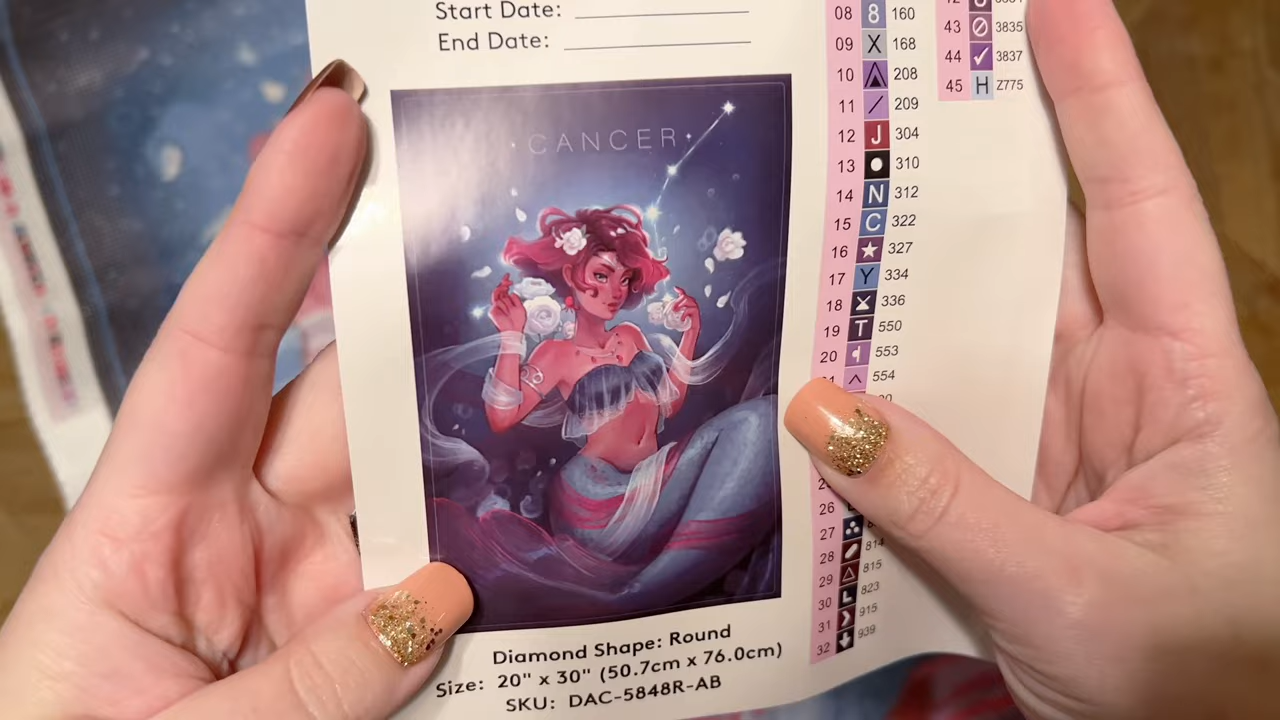 Start Date:
End Date:
CANCER
Diamond Shape: Round
Size: 20" x 30" (50.7cm x 76.0cm)
SKU: DAC-5848R-AB
08 8 160
09 X 168
10 208
11 / 209
12 J 304
13 310
14 N 312
15 C 322
16 ★ 327
17 Y 334
18 336
19 T 550
20 553
^ 554
26
27
28 814
29 △ 815
30 L 823
31 915
32 939
43 3835
44 ✓ 3837
45 H Z775